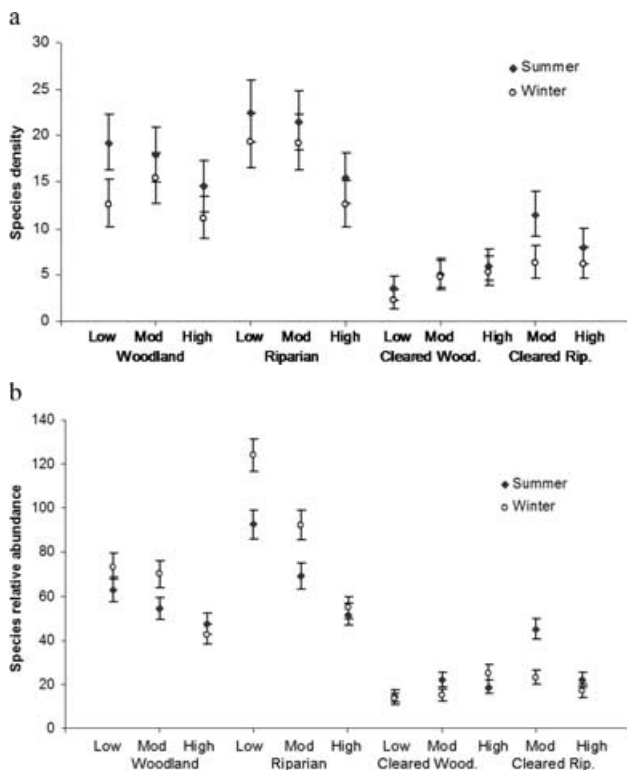 a
30
25
20
15
10
5
0
Species density
Summer
Winter
Low Mod High Low Mod High Low Mod High Mod High
Woodland Riparian Cleared Wood. Cleared Rip.
b
140
120
100
80
60
40
20
0
Species relative abundance
Summer
Winter
Low Mod High Low Mod High Low Mod High Mod High
Woodland Riparian Cleared Wood. Cleared Rip.